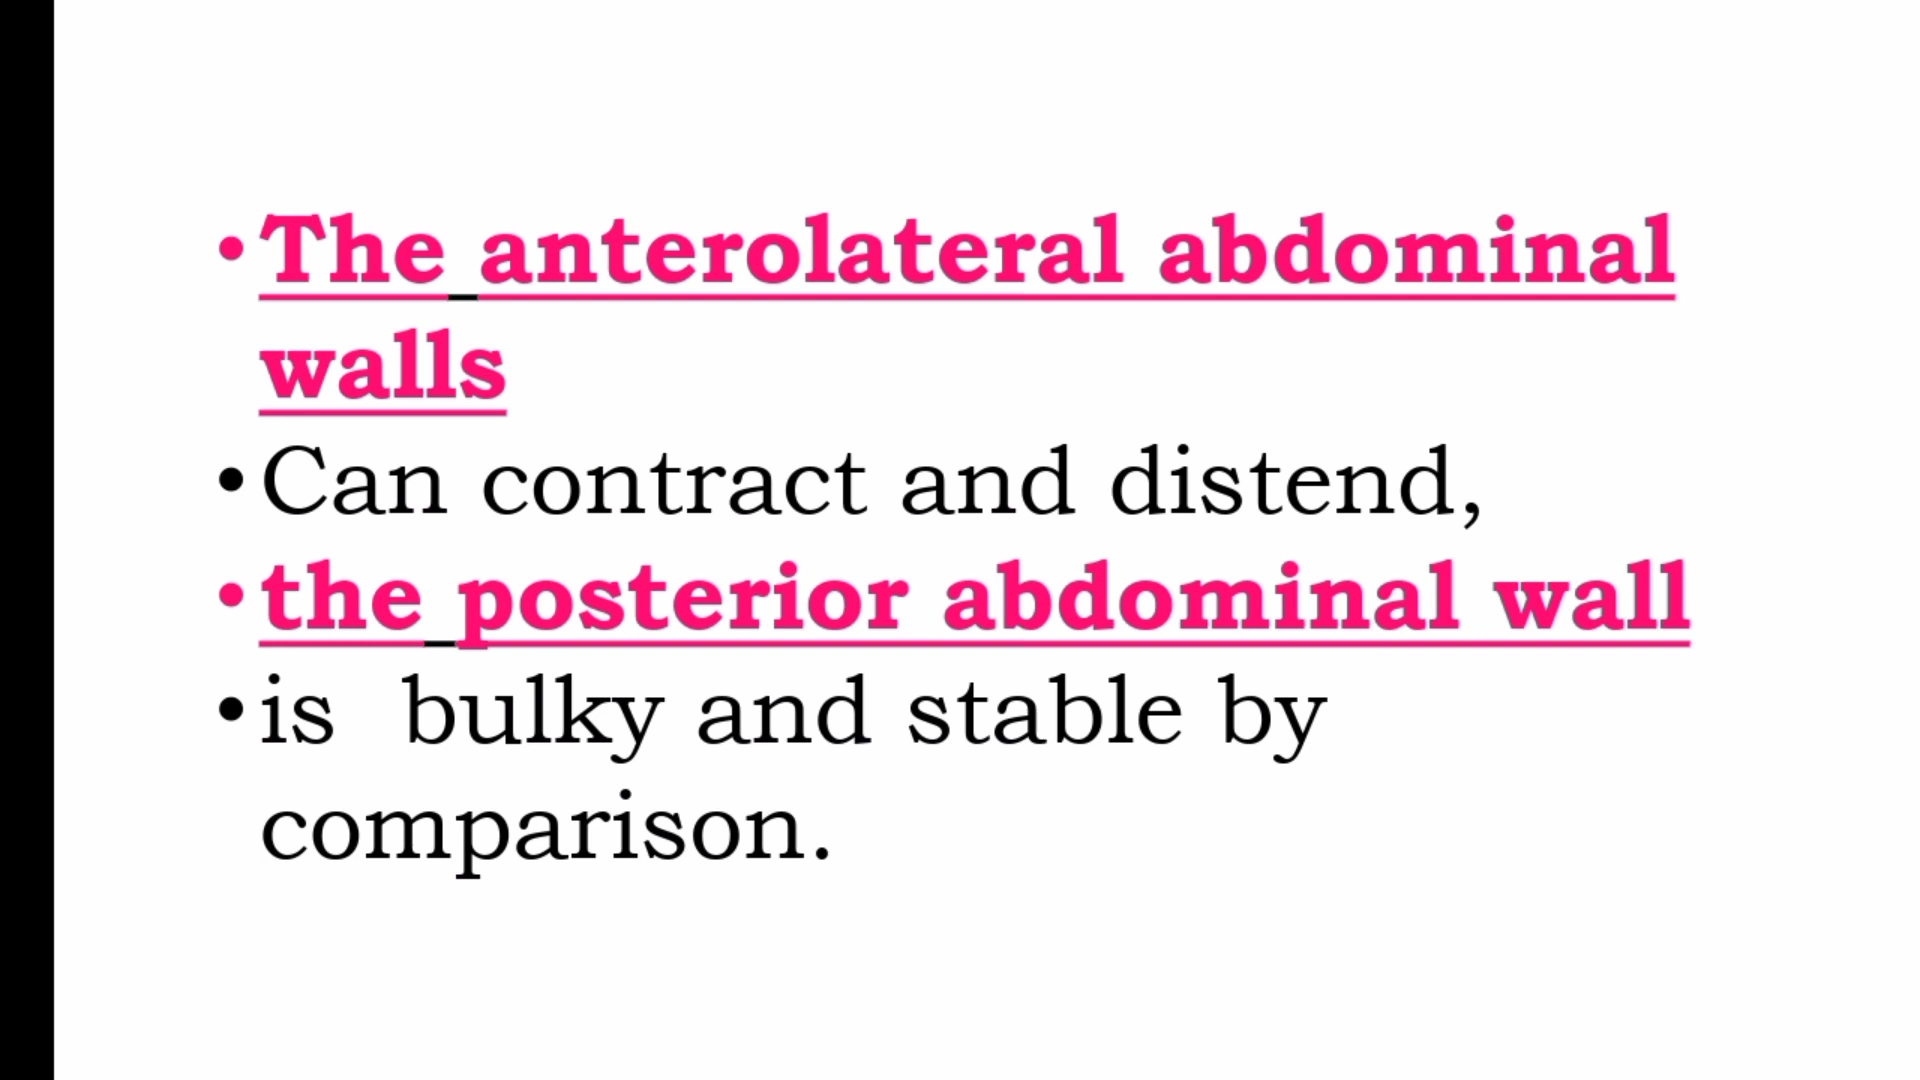 •The anterolateral abdominal
walls
•Can contract and distend,
•the posterior abdominal wall
•is  bulky and stable by
comparison.